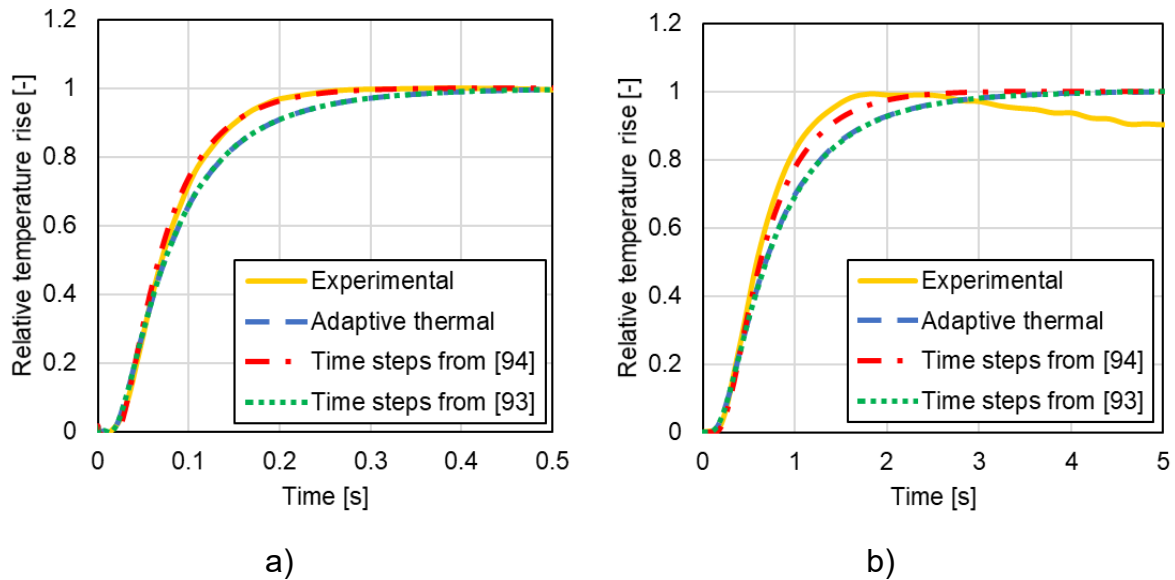 1.2
1
0.8
0.6
0.4
0.2
0
Relative temperature rise [-]
Experimental
Adaptive thermal
Time steps from [94]
Time steps from [93]
0 0.1 0.2 0.3 0.4 0.5
Time [s]
a)
1.2
1
0.8
0.6
0.4
0.2
0
Relative temperature rise [-]
Experimental
Adaptive thermal
Time steps from [94]
Time steps from [93]
0 1 2 3 4 5
Time [s]
b)